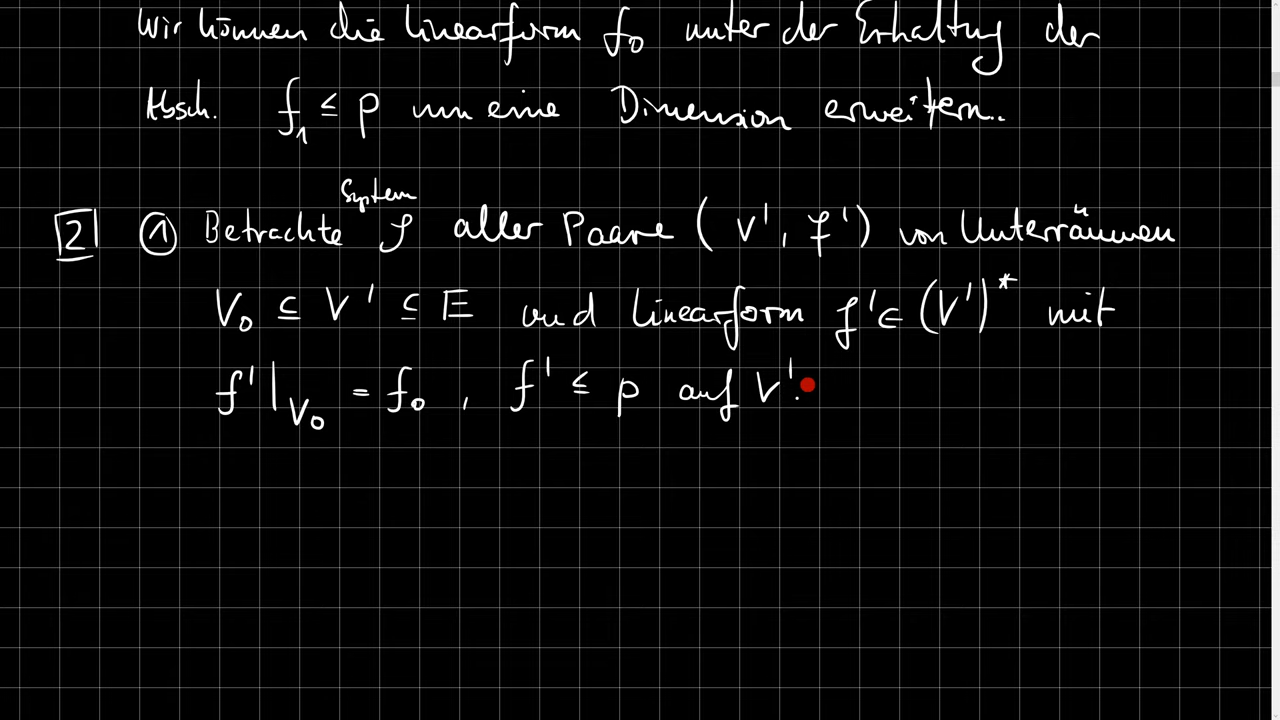 Wir können die Linearform f₀ unter der Erhaltung der
Absch. f₁ ≤ p um eine Dimension erweitern.
2 ① Betrachte System 𝒮 aller Paare (V', f') von Unterräumen
V₀ ⊆ V' ⊆ E und Linearform f' ∈ (V')* mit
f'|_{V₀} = f₀, f' ≤ p auf V'.